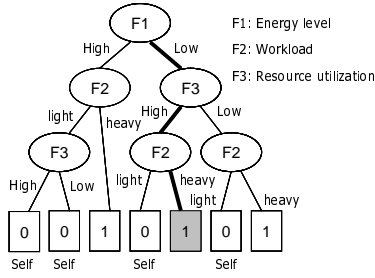 F1
F1: Energy level
High
Low
F2: Workload
F2
F3
F3: Resource utilization
light
heavy
High
Low
F3
F2
F2
High
Low
light
heavy
light
heavy
0
0
1
0
1
0
1
Self
Self
Self
Self